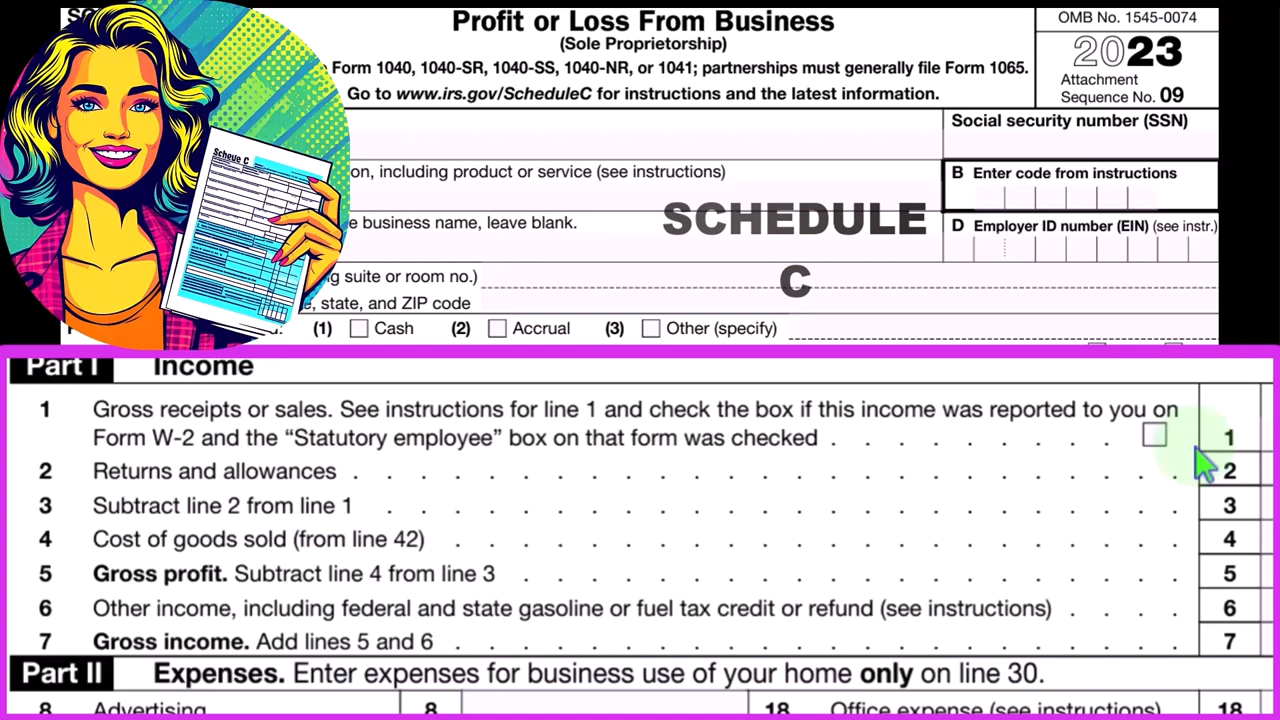 Profit or Loss From Business
(Sole Proprietorship)
Form 1040, 1040-SR, 1040-SS, 1040-NR, or 1041; partnerships must generally file Form 1065.
Go to www.irs.gov/ScheduleC for instructions and the latest information.
OMB No. 1545-0074
2023
Attachment
Sequence No. 09
Scheue C
Social security number (SSN)
on, including product or service (see instructions)
B Enter code from instructions
business name, leave blank.
SCHEDULE
C
D Employer ID number (EIN) (see instr.)
suite or room no.)
state, and ZIP code
(1) Cash (2) Accrual (3) Other (specify)
Part I Income
1 Gross receipts or sales. See instructions for line 1 and check the box if this income was reported to you on
Form W-2 and the “Statutory employee” box on that form was checked . . . . . . . . . 1
2 Returns and allowances . . . . . . . . . . . . . . . . . . . . . . . . . 2
3 Subtract line 2 from line 1 . . . . . . . . . . . . . . . . . . . . . . . . 3
4 Cost of goods sold (from line 42) . . . . . . . . . . . . . . . . . . . . . . 4
5 Gross profit. Subtract line 4 from line 3 . . . . . . . . . . . . . . . . . . . . 5
6 Other income, including federal and state gasoline or fuel tax credit or refund (see instructions) . . . . 6
7 Gross income. Add lines 5 and 6 . . . . . . . . . . . . . . . . . . . . . . 7
Part II Expenses. Enter expenses for business use of your home only on line 30.
8 Advertising 8 18 Office expense (see instructions) 18